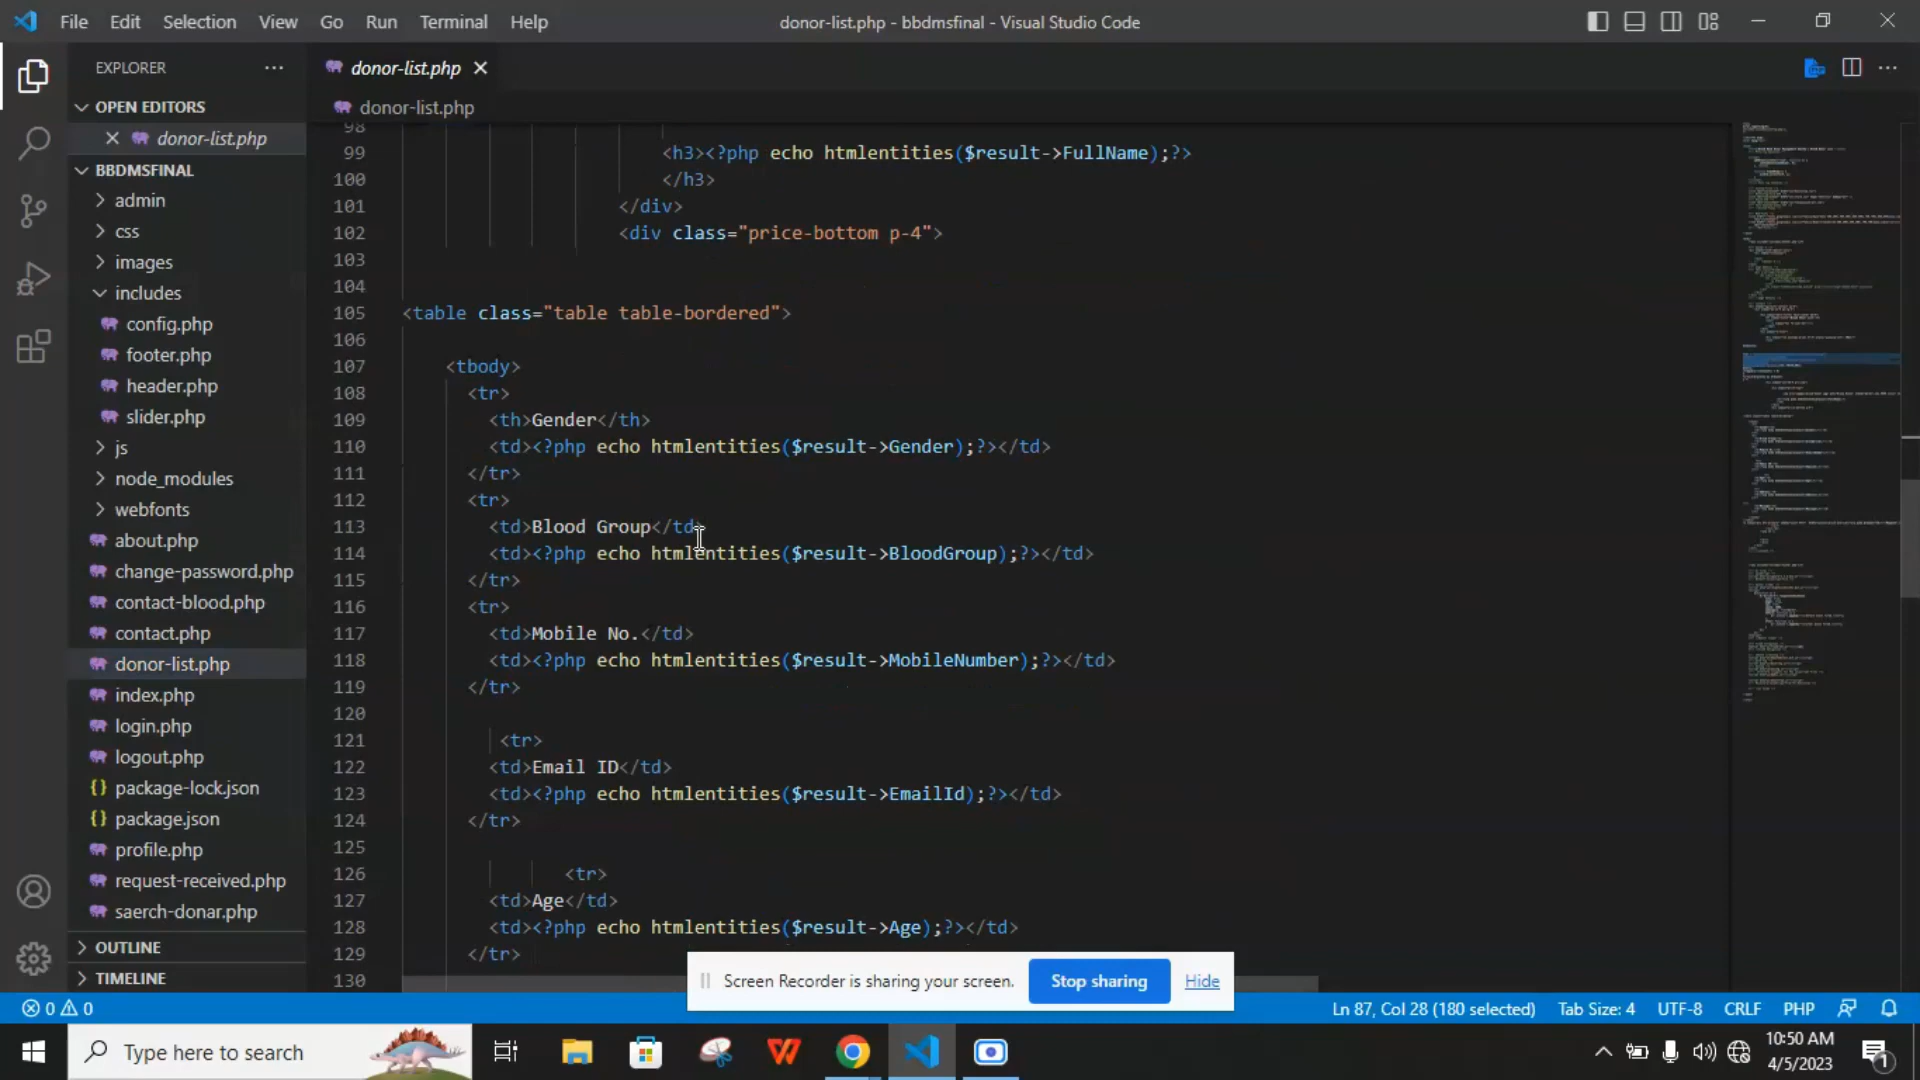 File Edit Selection View Go Run Terminal Help
donor-list.php - bbdmsfinal - Visual Studio Code
EXPLORER
OPEN EDITORS
donor-list.php
BBDMSFINAL
admin
css
images
includes
config.php
footer.php
header.php
slider.php
js
node_modules
webfonts
about.php
change-password.php
contact-blood.php
contact.php
donor-list.php
index.php
login.php
logout.php
{} package-lock.json
{} package.json
profile.php
request-received.php
saerch-donar.php
OUTLINE
TIMELINE
donor-list.php
donor-list.php
98
99 <h3><?php echo htmlentities($result->FullName);?>
100 </h3>
101 </div>
102 <div class="price-bottom p-4">
103
104
105 <table class="table table-bordered">
106
107 <tbody>
108 <tr>
109 <th>Gender</th>
110 <td><?php echo htmlentities($result->Gender);?></td>
111 </tr>
112 <tr>
113 <td>Blood Group</td>
114 <td><?php echo htmlentities($result->BloodGroup);?></td>
115 </tr>
116 <tr>
117 <td>Mobile No.</td>
118 <td><?php echo htmlentities($result->MobileNumber);?></td>
119 </tr>
120
121 <tr>
122 <td>Email ID</td>
123 <td><?php echo htmlentities($result->EmailId);?></td>
124 </tr>
125
126 <tr>
127 <td>Age</td>
128 <td><?php echo htmlentities($result->Age);?></td>
129 </tr>
130
Screen Recorder is sharing your screen. Stop sharing Hide
0 0
Ln 87, Col 28 (180 selected) Tab Size: 4 UTF-8 CRLF PHP
Type here to search
10:50 AM
4/5/2023
1